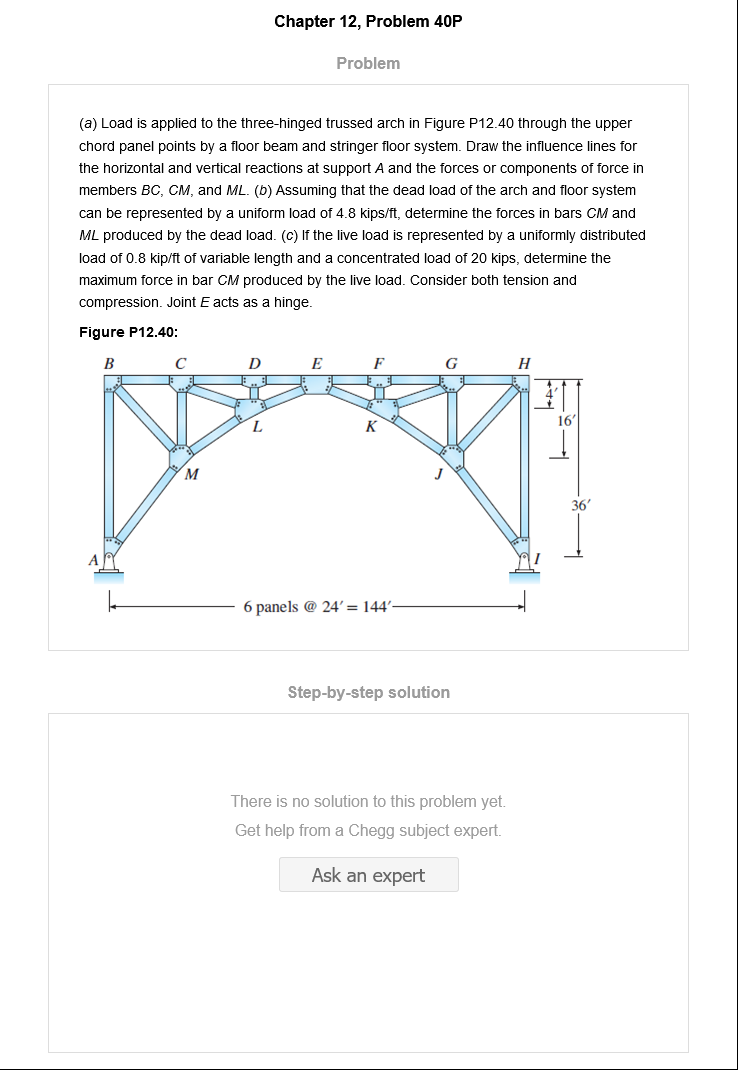 Chapter 12, Problem 40P
Problem
(a) Load is applied to the three-hinged trussed arch in Figure P12.40 through the upper
chord panel points by a floor beam and stringer floor system. Draw the influence lines for
the horizontal and vertical reactions at support A and the forces or components of force in
members BC, CM, and ML. (b) Assuming that the dead load of the arch and floor system
can be represented by a uniform load of 4.8 kips/ft, determine the forces in bars CM and
ML produced by the dead load. (c) If the live load is represented by a uniformly distributed
load of 0.8 kip/ft of variable length and a concentrated load of 20 kips, determine the
maximum force in bar CM produced by the live load. Consider both tension and
compression. Joint E acts as a hinge.
Figure P12.40:
B C D E F G H
4′
16′
L K
M J
36′
A I
6 panels @ 24′ = 144′
Step-by-step solution
There is no solution to this problem yet.
Get help from a Chegg subject expert.
Ask an expert